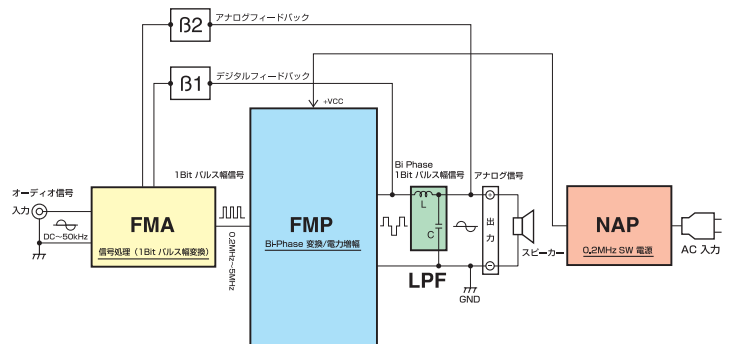 β2
アナログフィードバック
β1
デジタルフィードバック
+VCC
オーディオ信号
入力
DC～50kHz
FMA
信号処理（1Bit パルス幅変換）
1Bit パルス幅信号
0.2MHz～5MHz
FMP
Bi-Phase 変換/電力増幅
Bi Phase
1Bit パルス幅信号
L
C
LPF
アナログ信号
出力
GND
スピーカー
NAP
0.2MHz SW 電源
AC 入力